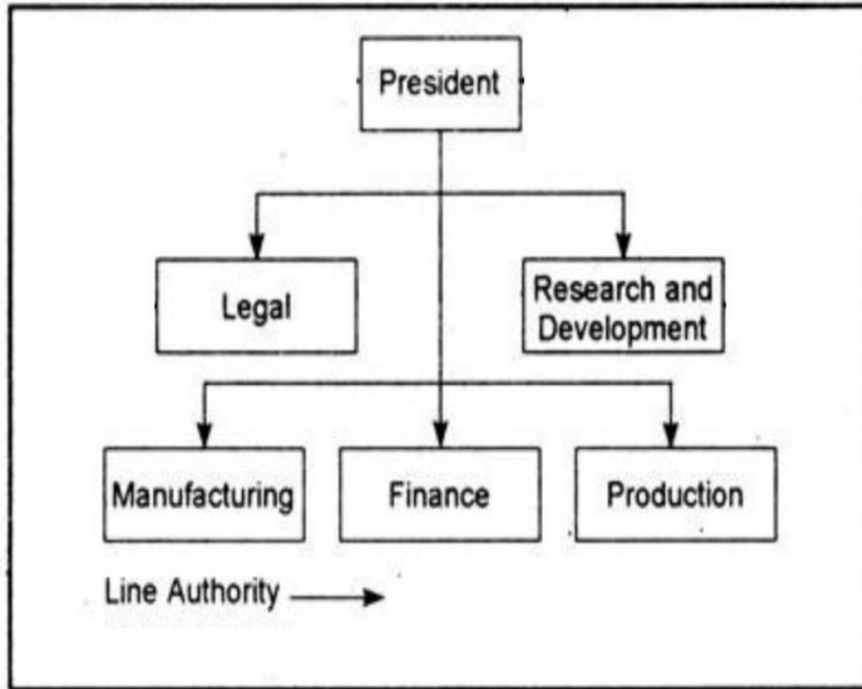 President
Legal
Research and
Development
Manufacturing
Finance
Production
Line Authority